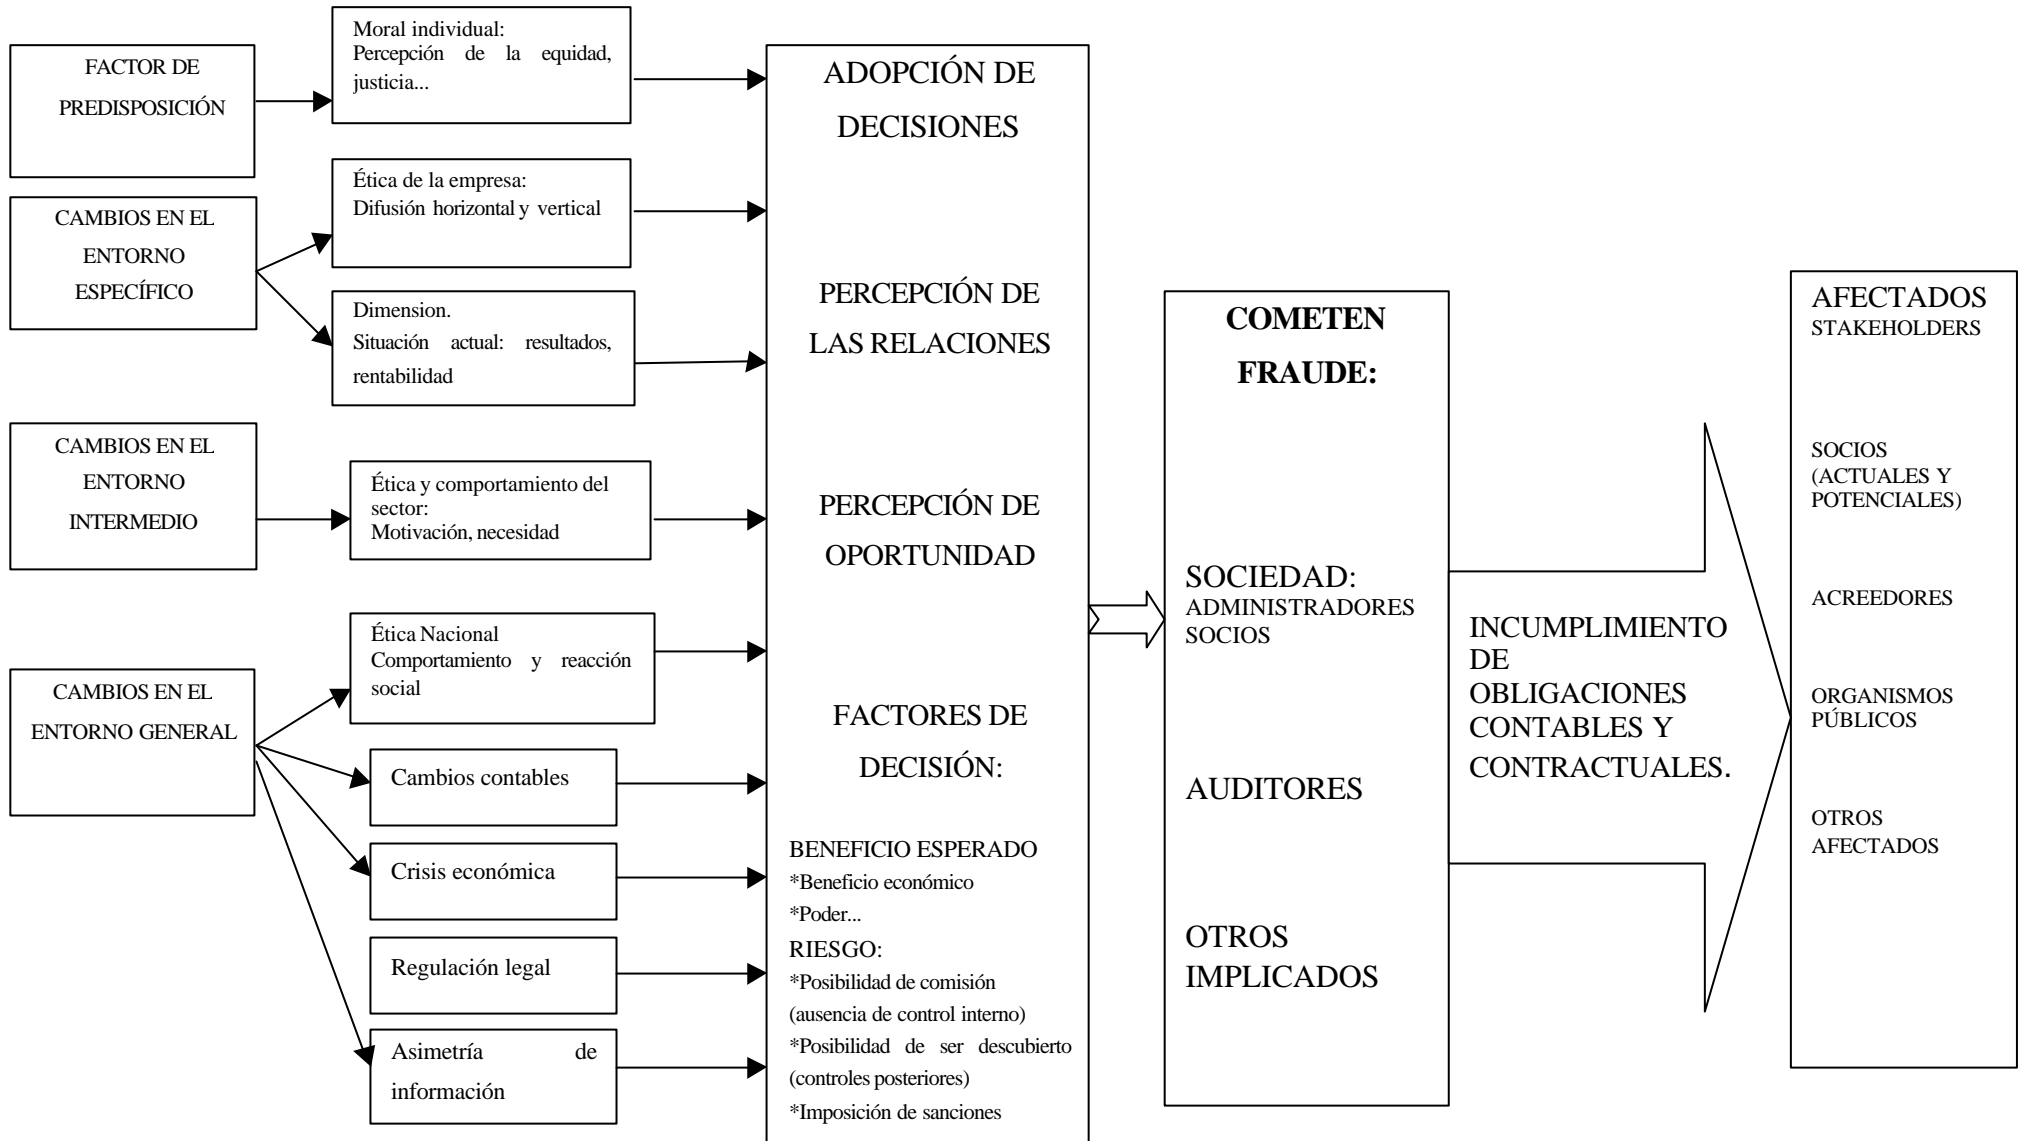 FACTOR DE
PREDISPOSICIÓN
CAMBIOS EN EL
ENTORNO
ESPECÍFICO
CAMBIOS EN EL
ENTORNO
INTERMEDIO
CAMBIOS EN EL
ENTORNO GENERAL
Moral individual:
Percepción de la equidad,
justicia...
Ética de la empresa:
Difusión horizontal y vertical
Dimension.
Situación actual: resultados,
rentabilidad
Ética y comportamiento del
sector:
Motivación, necesidad
Ética Nacional
Comportamiento y reacción
social
Cambios contables
Crisis económica
Regulación legal
Asimetría de
información
ADOPCIÓN DE
DECISIONES
PERCEPCIÓN DE
LAS RELACIONES
PERCEPCIÓN DE
OPORTUNIDAD
FACTORES DE
DECISIÓN:
BENEFICIO ESPERADO
*Beneficio económico
*Poder...
RIESGO:
*Posibilidad de comisión
(ausencia de control interno)
*Posibilidad de ser descubierto
(controles posteriores)
*Imposición de sanciones
COMETEN
FRAUDE:
SOCIEDAD:
ADMINISTRADORES
SOCIOS
AUDITORES
OTROS
IMPLICADOS
INCUMPLIMIENTO
DE
OBLIGACIONES
CONTABLES Y
CONTRACTUALES.
AFECTADOS
STAKEHOLDERS
SOCIOS
(ACTUALES Y
POTENCIALES)
ACREEDORES
ORGANISMOS
PÚBLICOS
OTROS
AFECTADOS